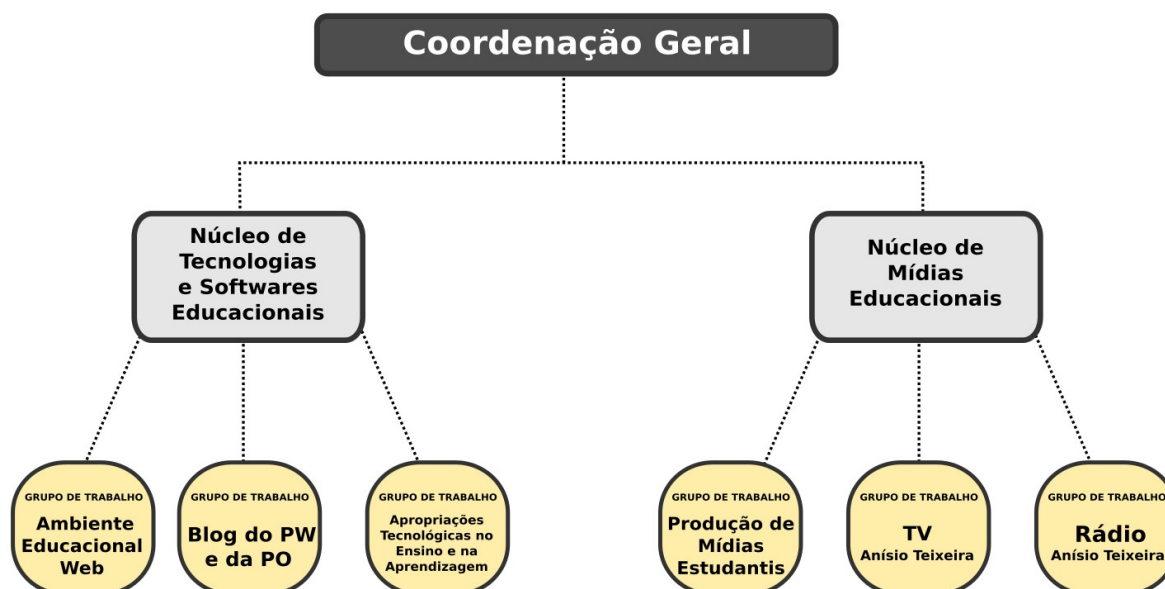 Coordenação Geral
Núcleo de
Tecnologias
e Softwares
Educacionais
Núcleo de
Mídias
Educacionais
GRUPO DE TRABALHO
Ambiente
Educacional
Web
GRUPO DE TRABALHO
Blog do PW
e da PO
GRUPO DE TRABALHO
Apropriações
Tecnológicas no
Ensino e na
Aprendizagem
GRUPO DE TRABALHO
Produção de
Mídias
Estudantis
GRUPO DE TRABALHO
TV
Anísio Teixeira
GRUPO DE TRABALHO
Rádio
Anísio Teixeira